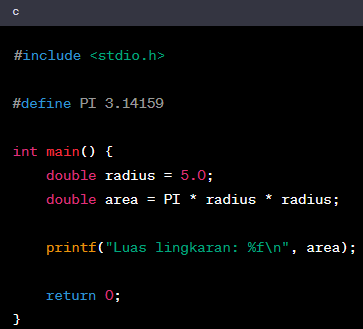 c
#include <stdio.h>
#define PI 3.14159
int main() {
    double radius = 5.0;
    double area = PI * radius * radius;
    printf("Luas lingkaran: %f\n", area);
    return 0;
}